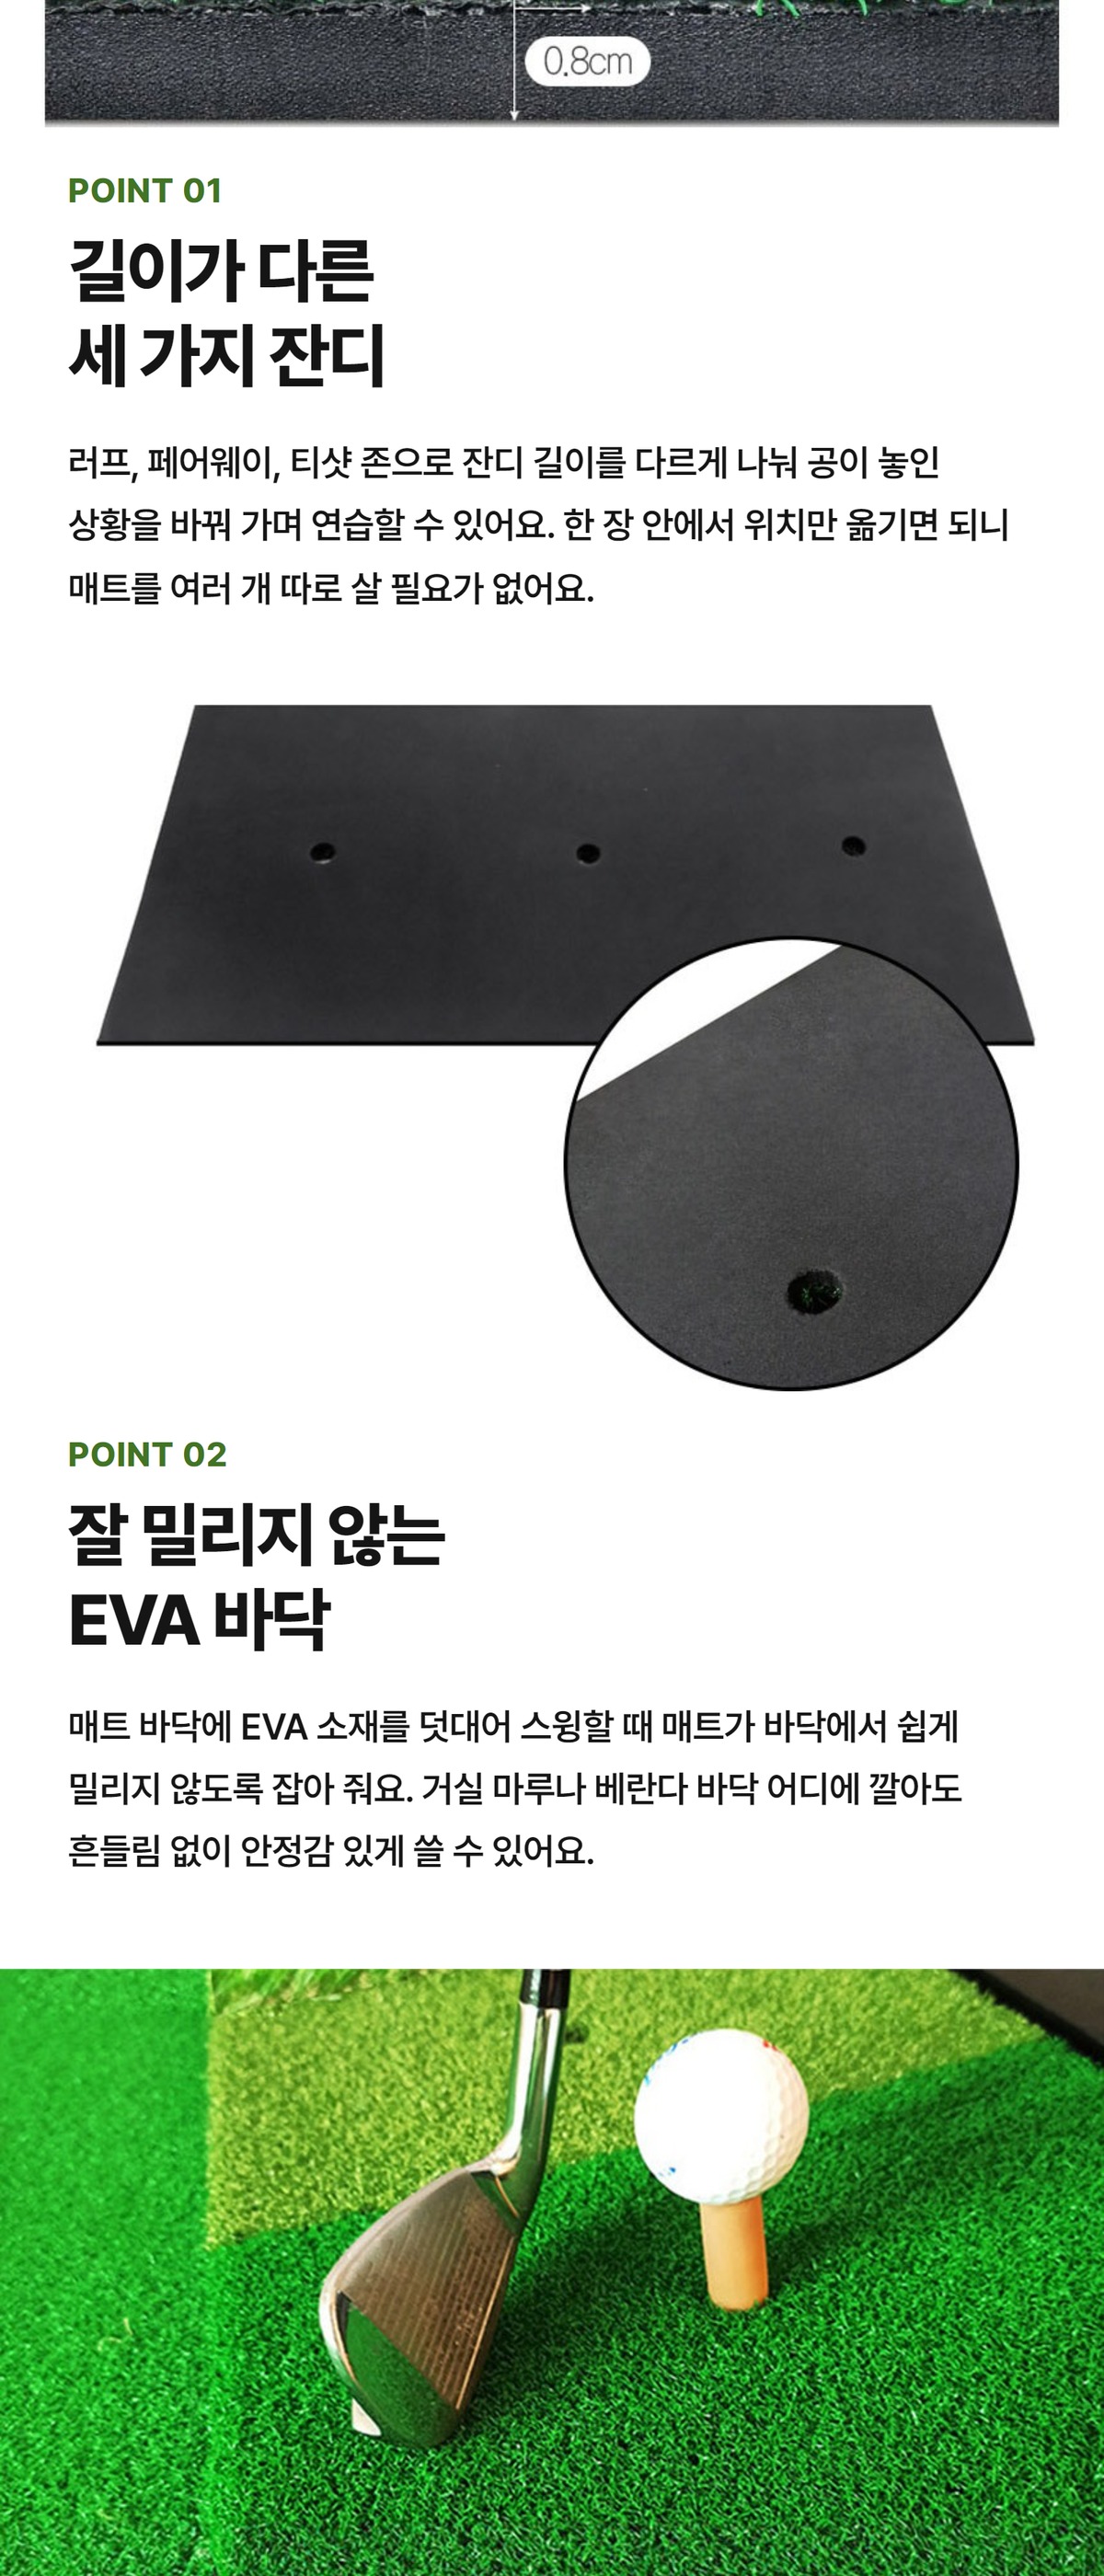 0.8cm
POINT 01
길이가 다른
세 가지 잔디
러프, 페어웨이, 티샷 존으로 잔디 길이를 다르게 나눠 공이 놓인
상황을 바꿔 가며 연습할 수 있어요. 한 장 안에서 위치만 옮기면 되니
매트를 여러 개 따로 살 필요가 없어요.
POINT 02
잘 밀리지 않는
EVA 바닥
매트 바닥에 EVA 소재를 덧대어 스윙할 때 매트가 바닥에서 쉽게
밀리지 않도록 잡아 줘요. 거실 마루나 베란다 바닥 어디에 깔아도
흔들림 없이 안정감 있게 쓸 수 있어요.